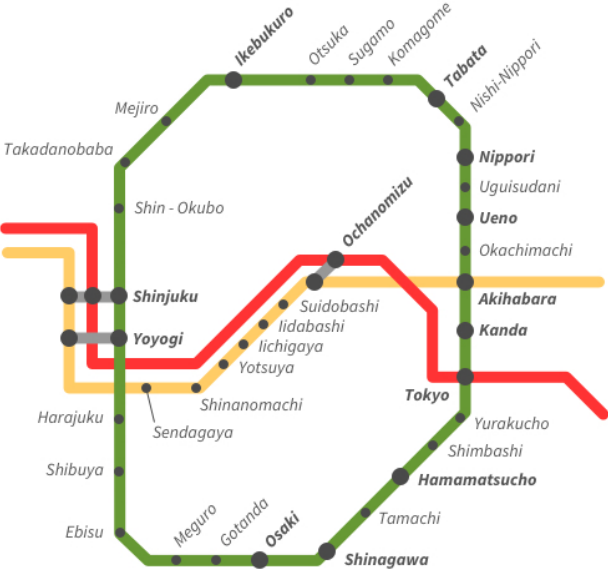 Ikebukuro
Otsuka
Sugamo
Komagome
Tabata
Nishi-Nippori
Mejiro
Takadanobaba
Nippori
Uguisudani
Shin - Okubo
Ochanomizu
Ueno
Okachimachi
Shinjuku
Suidobashi
Akihabara
Iidabashi
Kanda
Yoyogi
Iichigaya
Yotsuya
Tokyo
Shinanomachi
Harajuku
Sendagaya
Yurakucho
Shimbashi
Shibuya
Hamamatsucho
Ebisu
Meguro
Gotanda
Osaki
Tamachi
Shinagawa